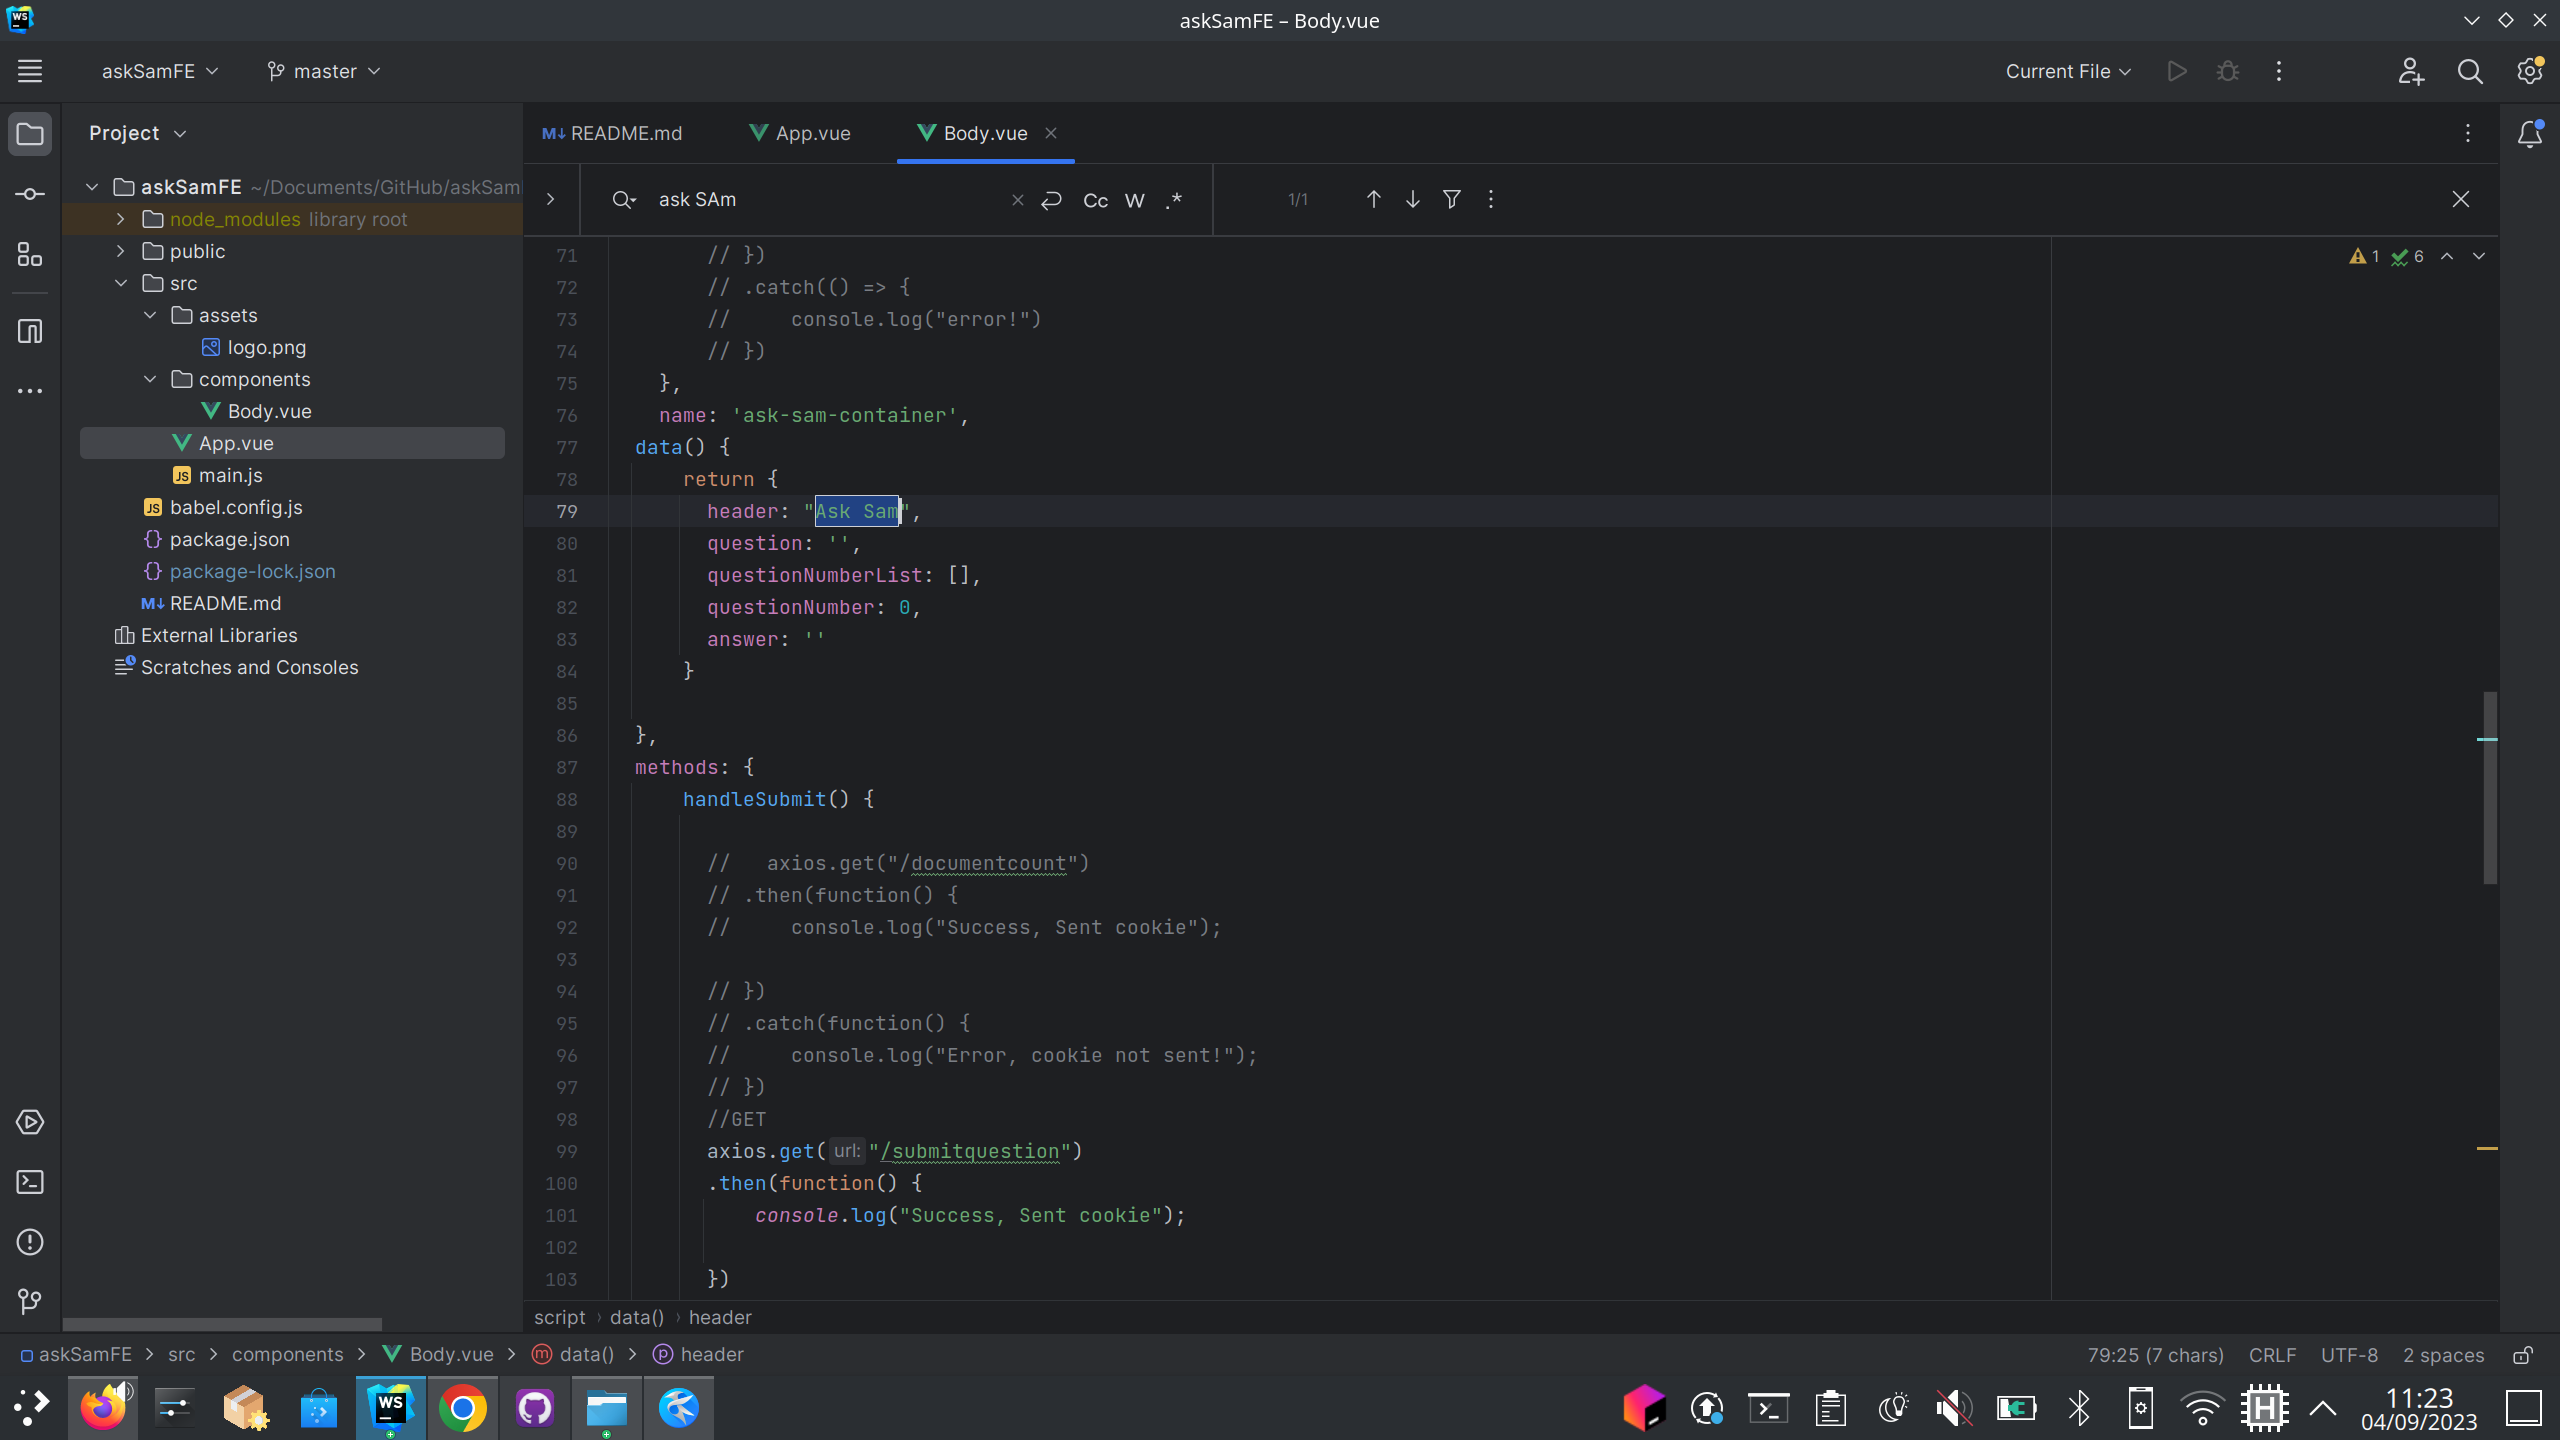 askSamFE – Body.vue
askSamFE master Current File
Project README.md App.vue Body.vue
ask SAm Cc W .* 1/1
askSamFE ~/Documents/GitHub/askSam
node_modules library root
public
src
assets
logo.png
components
Body.vue
App.vue
main.js
babel.config.js
package.json
package-lock.json
README.md
External Libraries
Scratches and Consoles
1 6
71 // })
72 // .catch(() => {
73 // console.log("error!")
74 // })
75 },
76 name: 'ask-sam-container',
77 data() {
78 return {
79 header: "Ask Sam",
80 question: '',
81 questionNumberList: [],
82 questionNumber: 0,
83 answer: ''
84 }
85
86 },
87 methods: {
88 handleSubmit() {
89
90 // axios.get("/documentcount")
91 // .then(function() {
92 // console.log("Success, Sent cookie");
93
94 // })
95 // .catch(function() {
96 // console.log("Error, cookie not sent!");
97 // })
98 //GET
99 axios.get( url: "/submitquestion")
100 .then(function() {
101 console.log("Success, Sent cookie");
102
103 })
script › data() › header
askSamFE > src > components > Body.vue > data() > header 79:25 (7 chars) CRLF UTF-8 2 spaces
11:23
04/09/2023